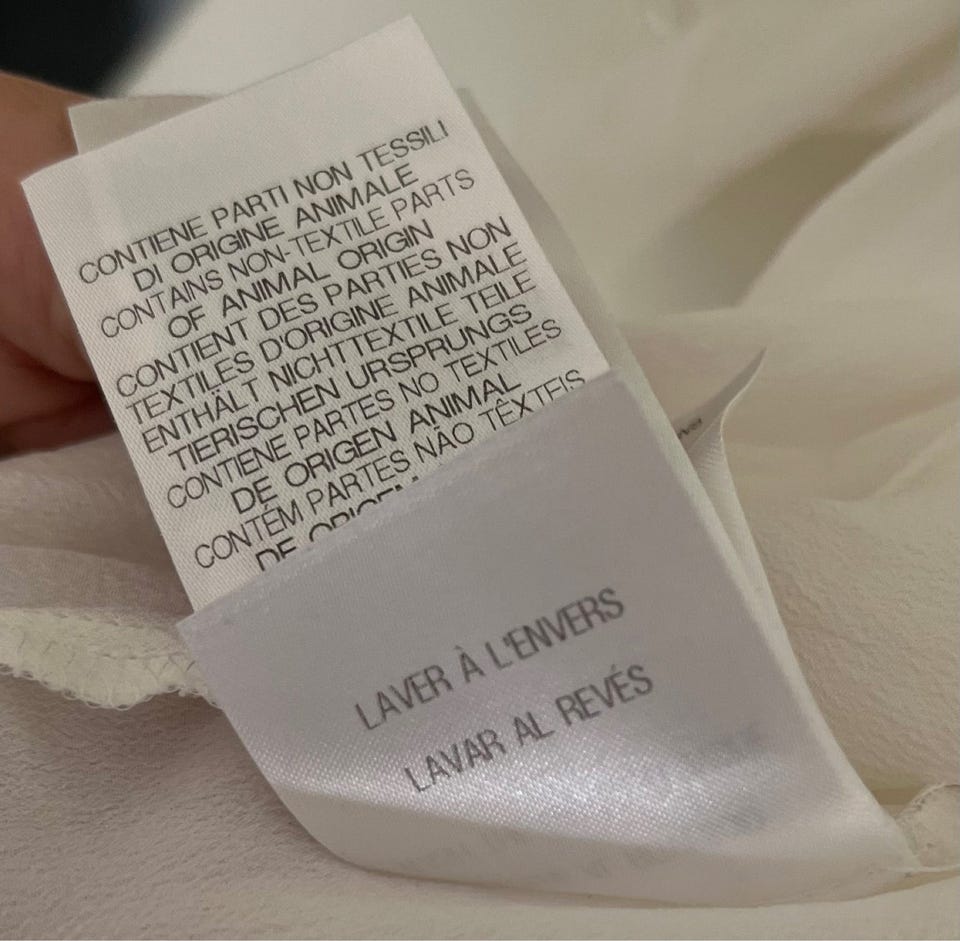 CONTIENE PARTI NON TESSILI
DI ORIGINE ANIMALE
CONTAINS NON-TEXTILE PARTS
OF ANIMAL ORIGIN
CONTIENT DES PARTIES NON
TEXTILES D'ORIGINE ANIMALE
ENTHÄLT NICHTTEXTILE TEILE
TIERISCHEN URSPRUNGS
CONTIENE PARTES NO TEXTILES
DE ORIGEN ANIMAL
CONTÉM PARTES NÃO TÊXTEIS
DE
LAVER À L'ENVERS
LAVAR AL REVÉS